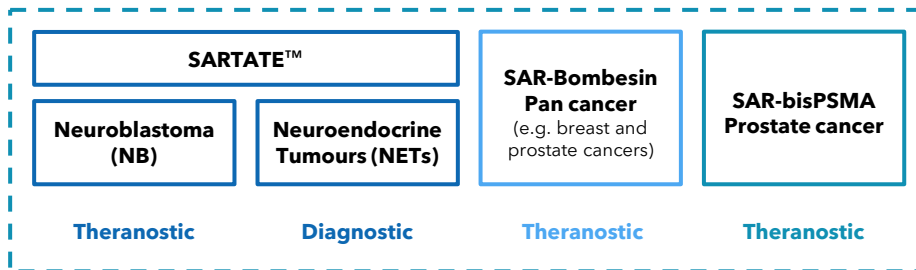 SARTATE™
Neuroblastoma
(NB)
Neuroendocrine
Tumours (NETs)
SAR-Bombesin
Pan cancer
(e.g. breast and
prostate cancers)
SAR-bisPSMA
Prostate cancer
Theranostic
Diagnostic
Theranostic
Theranostic